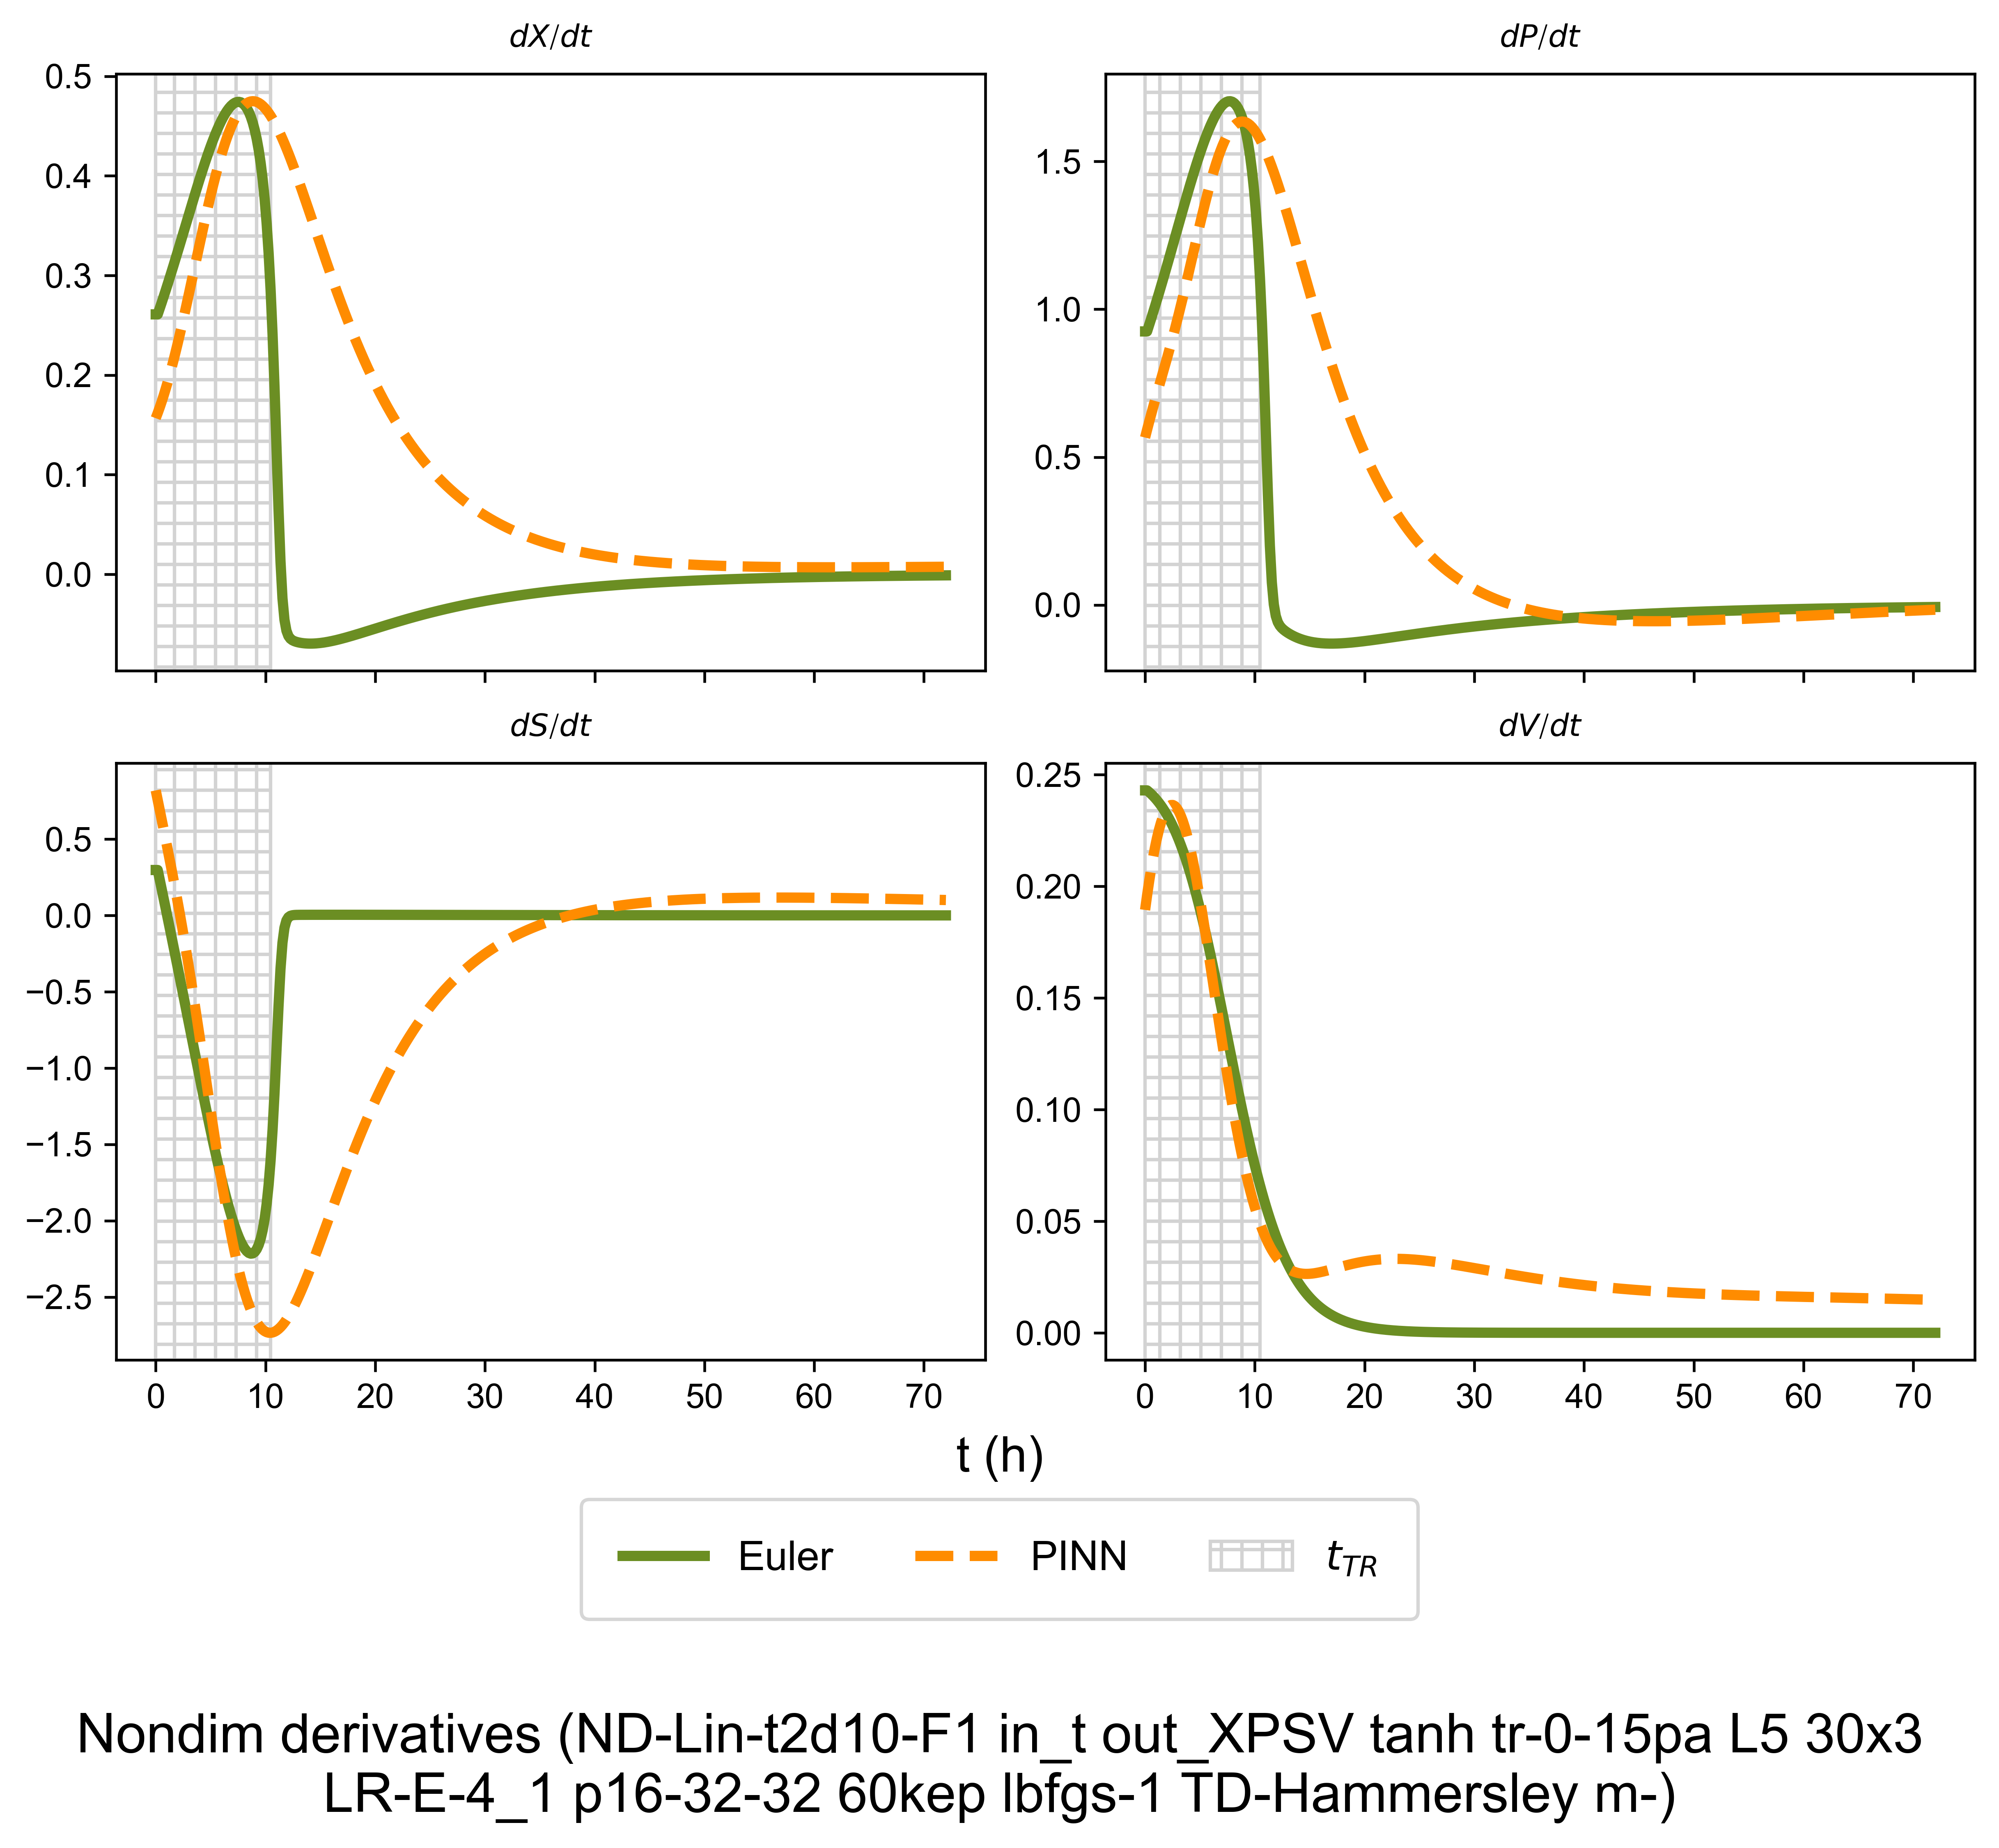 dX/dt
dP/dt
0.5
0.4
0.3
0.2
0.1
0.0
1.5
1.0
0.5
0.0
dS/dt
dV/dt
0.5
0.0
−0.5
−1.0
−1.5
−2.0
−2.5
0 10 20 30 40 50 60 70
0.25
0.20
0.15
0.10
0.05
0.00
0 10 20 30 40 50 60 70
t (h)
Euler PINN t_TR
Nondim derivatives (ND-Lin-t2d10-F1 in_t out_XPSV tanh tr-0-15pa L5 30x3
LR-E-4_1 p16-32-32 60kep lbfgs-1 TD-Hammersley m-)